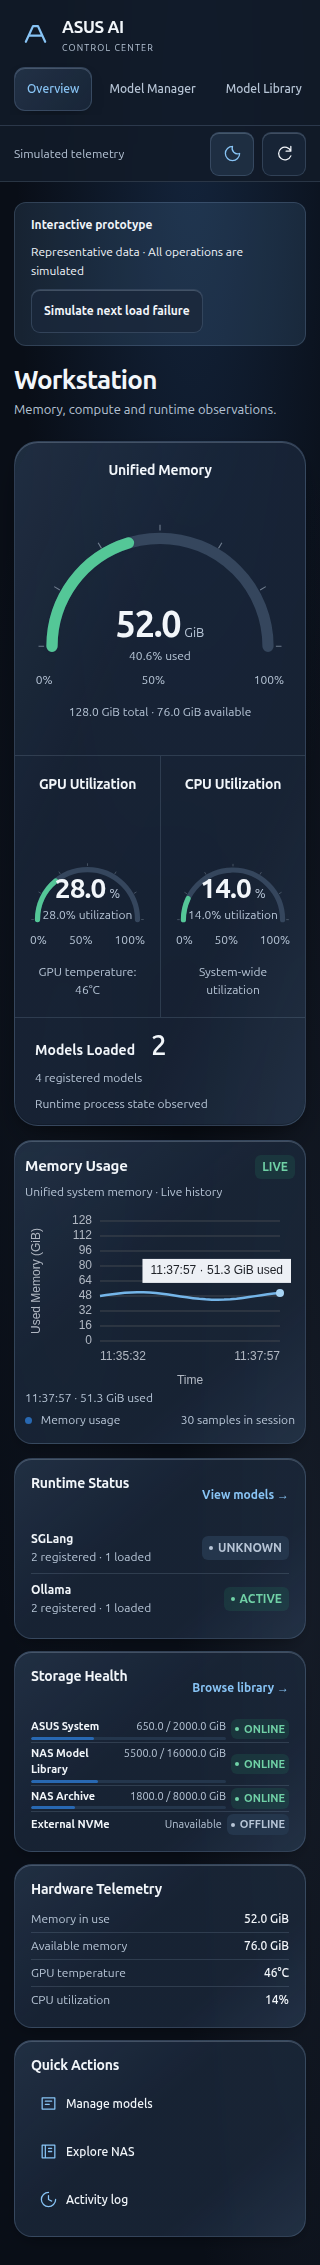 ASUS AI
CONTROL CENTER
Overview
Model Manager
Model Library
Simulated telemetry
Interactive prototype
Representative data · All operations are
simulated
Simulate next load failure
Workstation
Memory, compute and runtime observations.
Unified Memory
52.0 GiB
40.6% used
0%
50%
100%
128.0 GiB total · 76.0 GiB available
GPU Utilization
28.0 %
28.0% utilization
0%
50%
100%
GPU temperature:
46°C
CPU Utilization
14.0 %
14.0% utilization
0%
50%
100%
System-wide
utilization
Models Loaded 2
4 registered models
Runtime process state observed
Memory Usage
LIVE
Unified system memory · Live history
Used Memory (GiB)
128
112
96
80
64
48
32
16
0
11:37:57 · 51.3 GiB used
11:35:32
11:37:57
Time
11:37:57 · 51.3 GiB used
Memory usage
30 samples in session
Runtime Status
View models →
SGLang
2 registered · 1 loaded
UNKNOWN
Ollama
2 registered · 1 loaded
ACTIVE
Storage Health
Browse library →
ASUS System
650.0 / 2000.0 GiB
ONLINE
NAS Model
Library
5500.0 / 16000.0 GiB
ONLINE
NAS Archive
1800.0 / 8000.0 GiB
ONLINE
External NVMe
Unavailable
OFFLINE
Hardware Telemetry
Memory in use
52.0 GiB
Available memory
76.0 GiB
GPU temperature
46°C
CPU utilization
14%
Quick Actions
Manage models
Explore NAS
Activity log